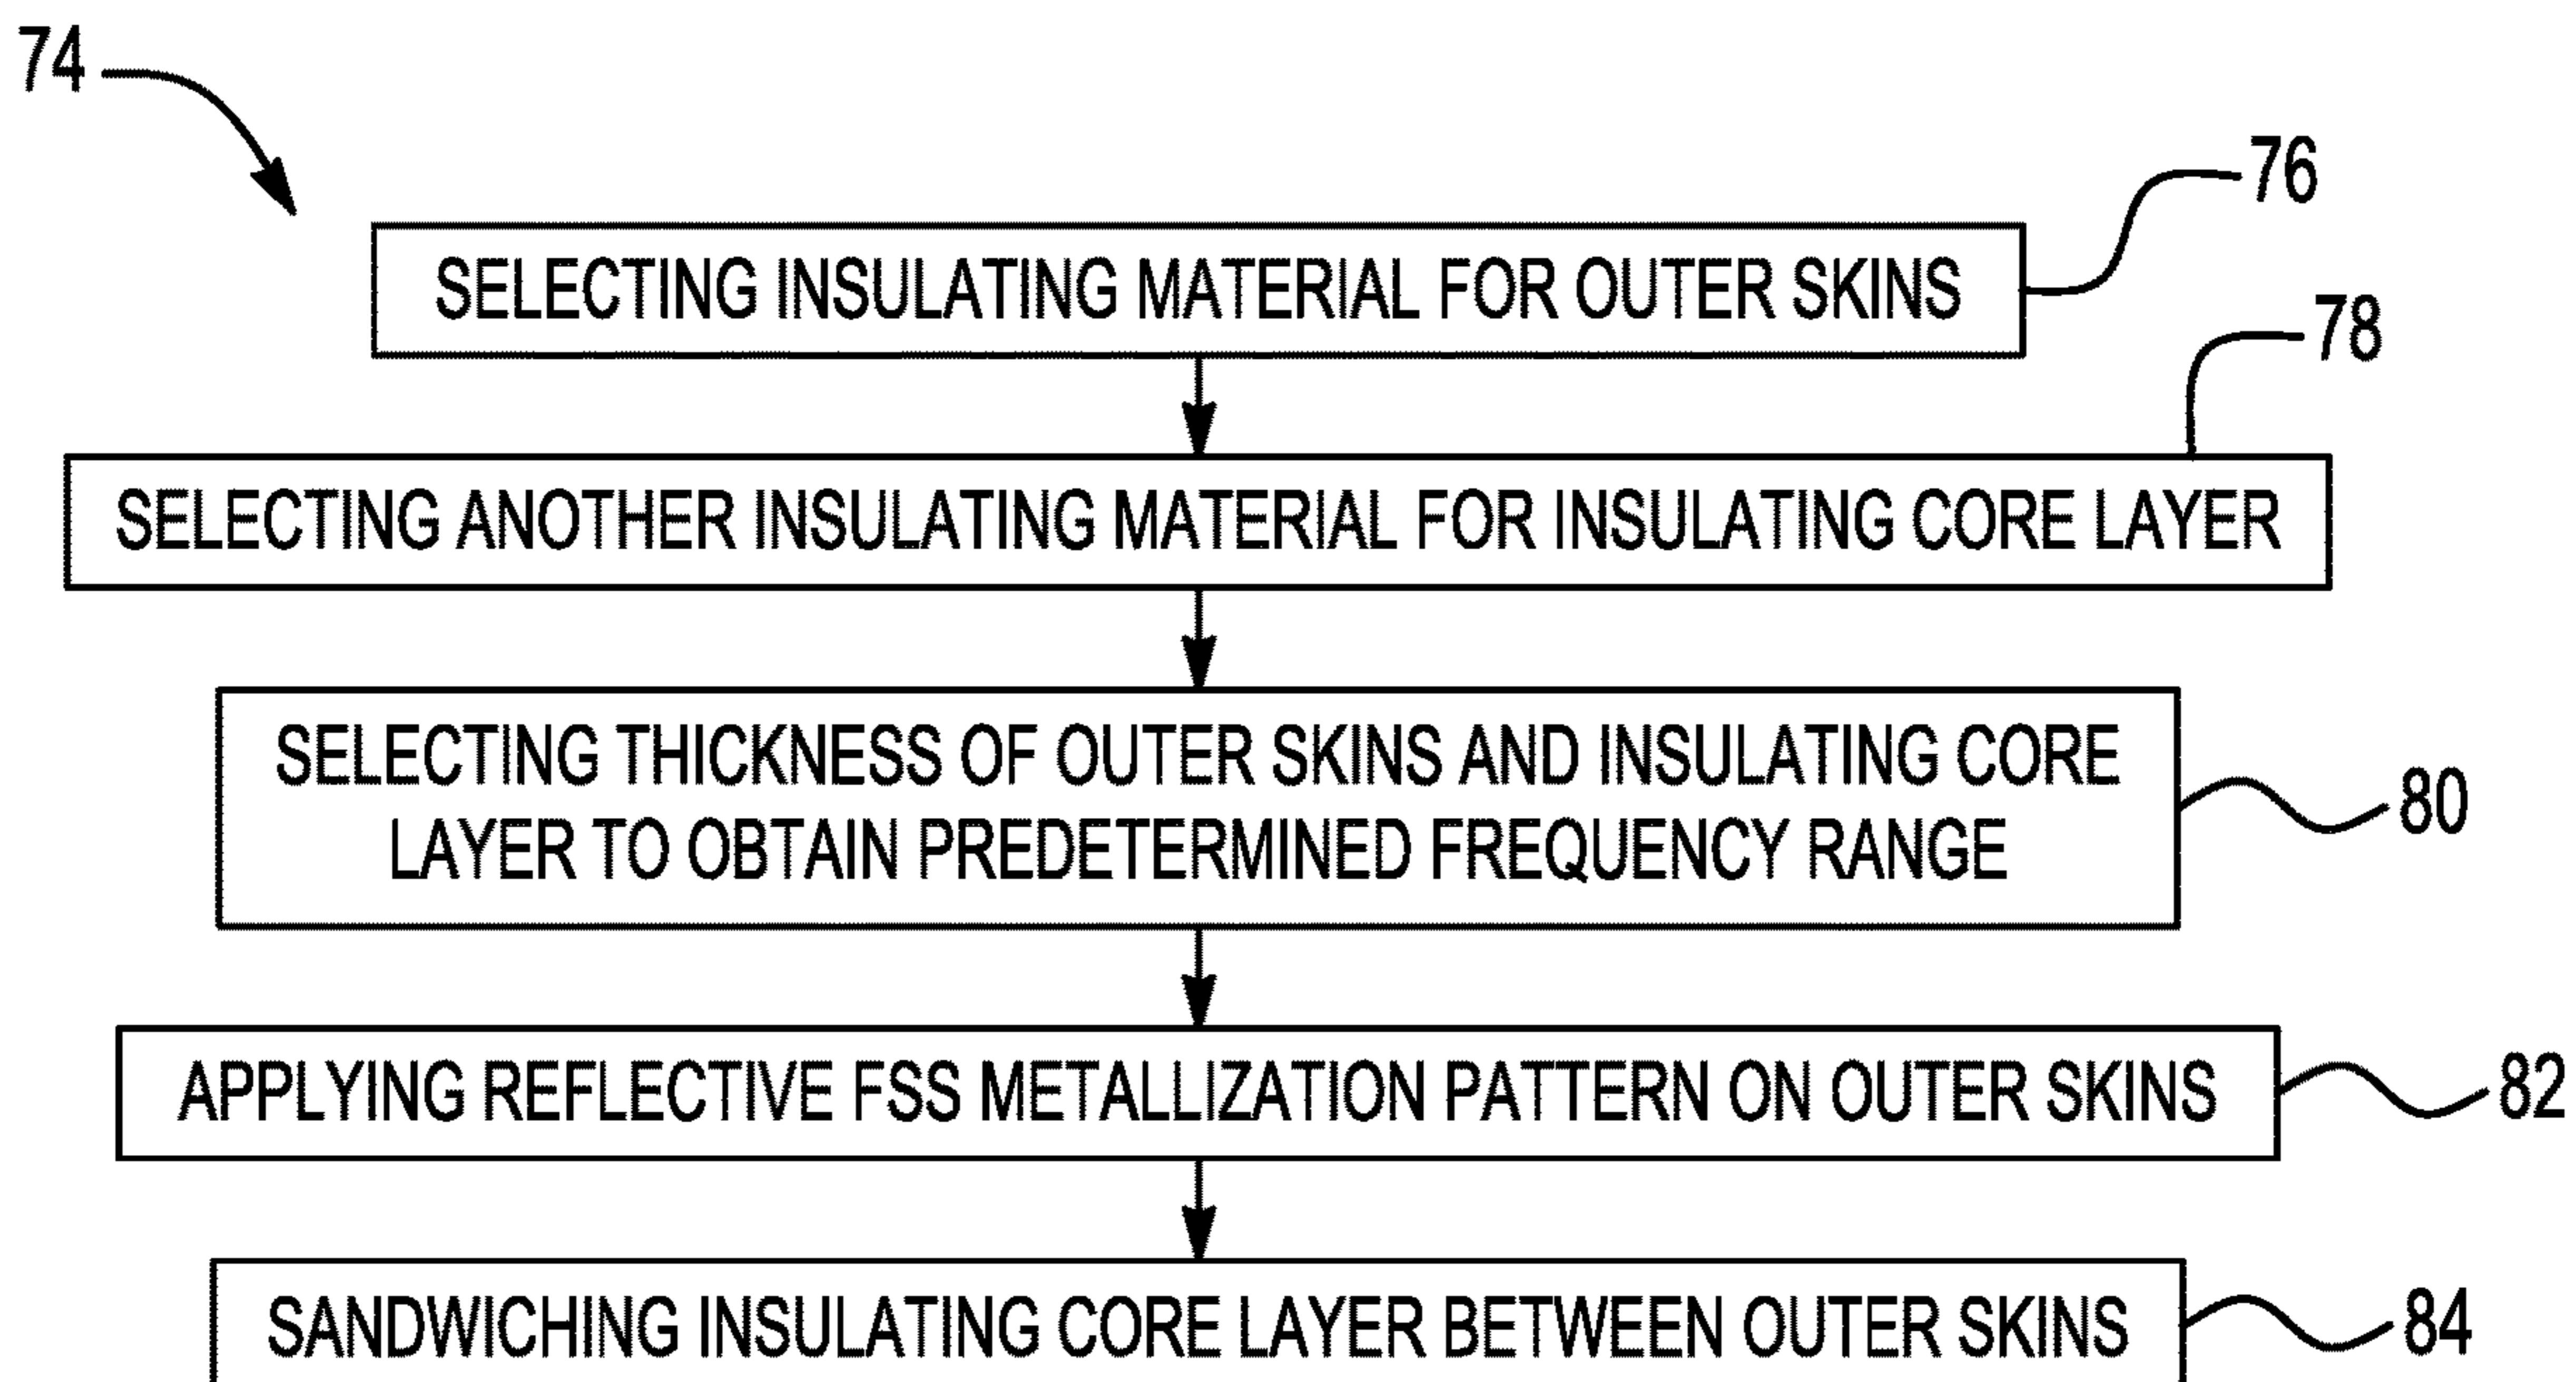 74
76
SELECTING INSULATING MATERIAL FOR OUTER SKINS
78
SELECTING ANOTHER INSULATING MATERIAL FOR INSULATING CORE LAYER
SELECTING THICKNESS OF OUTER SKINS AND INSULATING CORE
LAYER TO OBTAIN PREDETERMINED FREQUENCY RANGE
80
APPLYING REFLECTIVE FSS METALLIZATION PATTERN ON OUTER SKINS
82
SANDWICHING INSULATING CORE LAYER BETWEEN OUTER SKINS
84